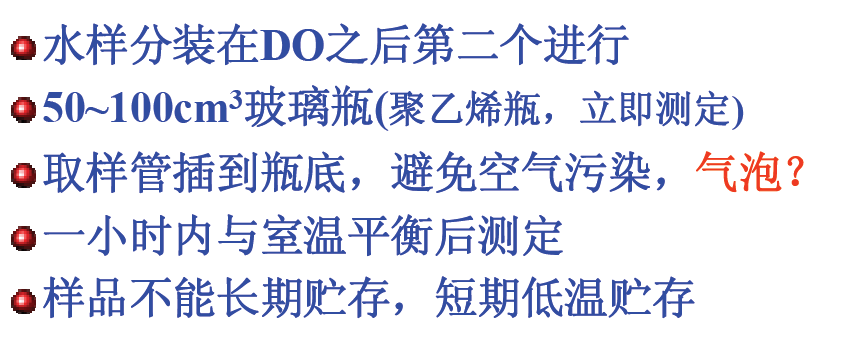 水样分装在DO之后第二个进行
50~100cm³玻璃瓶(聚乙烯瓶，立即测定)
取样管插到瓶底，避免空气污染，气泡？
一小时内与室温平衡后测定
样品不能长期贮存，短期低温贮存